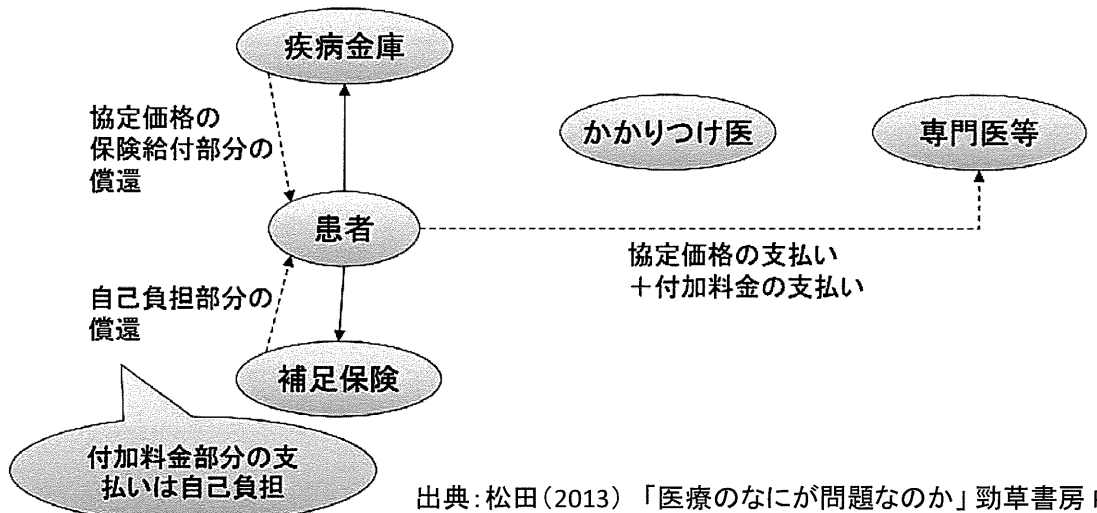 疾病金庫
協定価格の
保険給付部分の
償還
かかりつけ医
専門医等
患者
協定価格の支払い
＋付加料金の支払い
自己負担部分の
償還
補足保険
付加料金部分の支
払いは自己負担
出典：松田（2013）「医療のなにが問題なのか」勁草書房